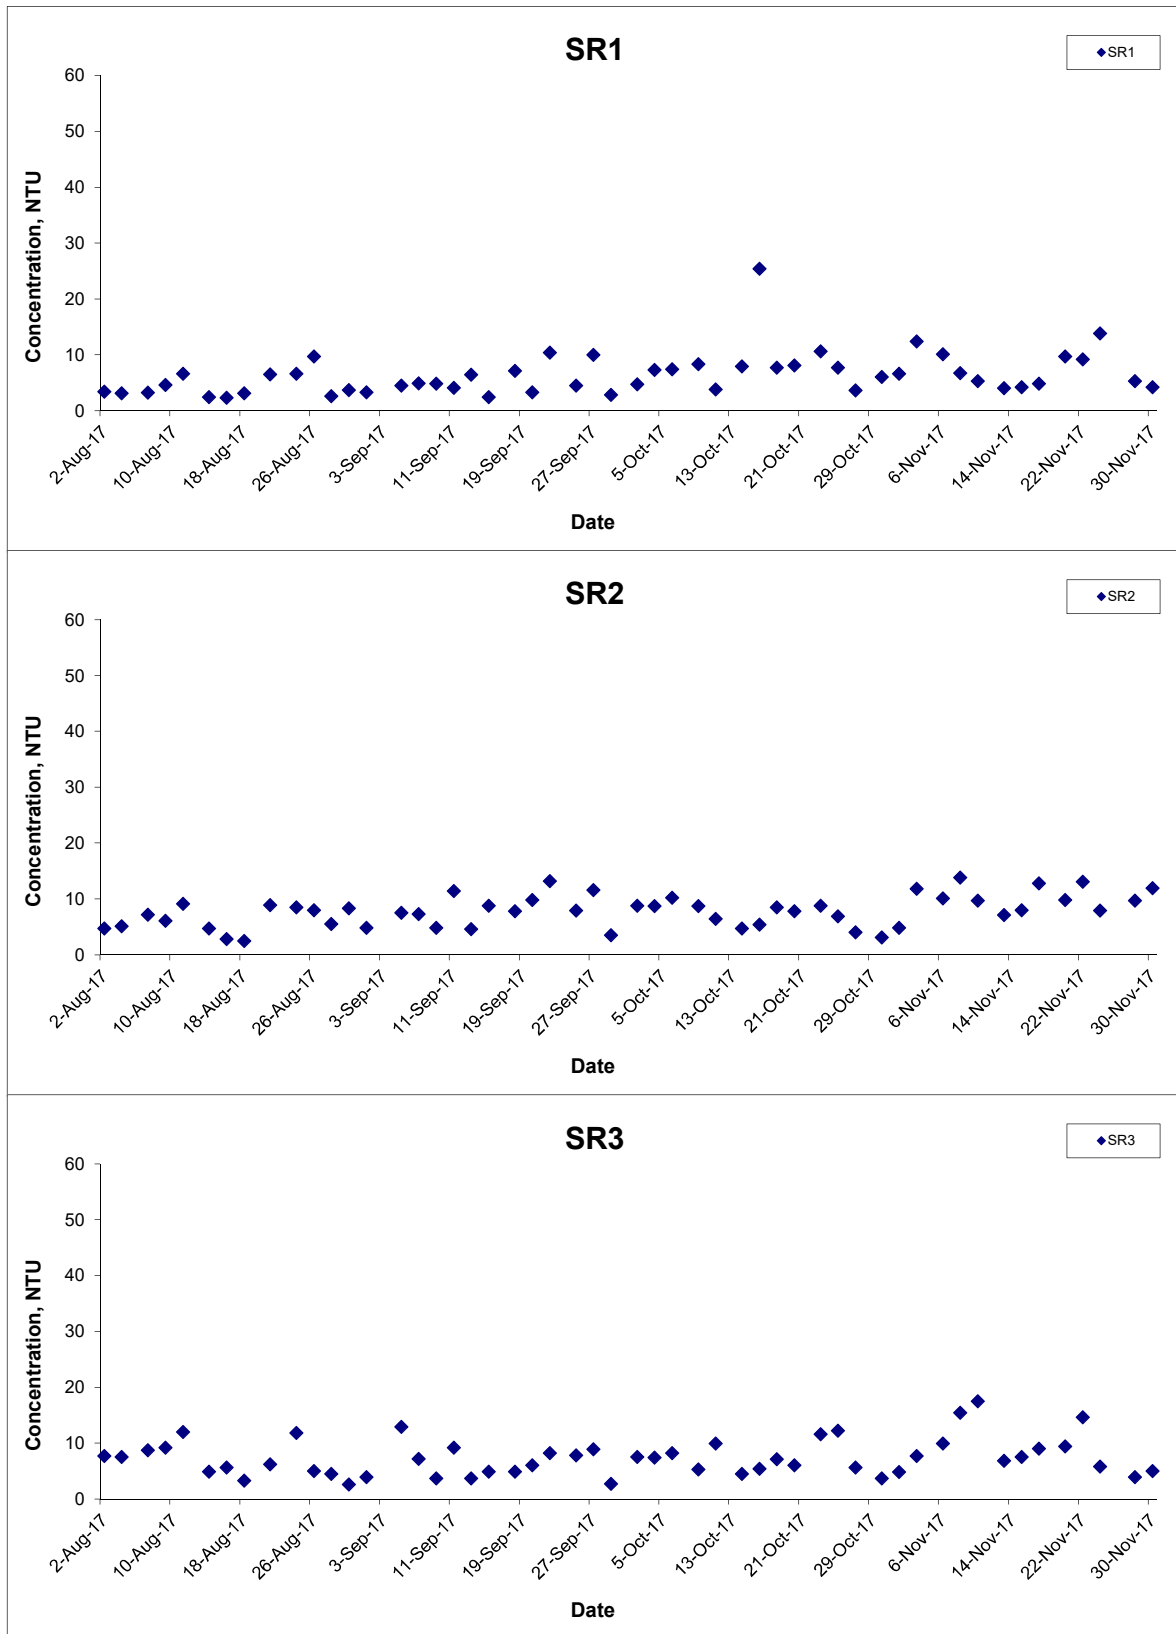 SR1
SR1
60
50
40
30
20
10
0
Concentration, NTU
2-Aug-17
10-Aug-17
18-Aug-17
26-Aug-17
3-Sep-17
11-Sep-17
19-Sep-17
27-Sep-17
5-Oct-17
13-Oct-17
21-Oct-17
29-Oct-17
6-Nov-17
14-Nov-17
22-Nov-17
30-Nov-17
Date
SR2
SR2
60
50
40
30
20
10
0
Concentration, NTU
2-Aug-17
10-Aug-17
18-Aug-17
26-Aug-17
3-Sep-17
11-Sep-17
19-Sep-17
27-Sep-17
5-Oct-17
13-Oct-17
21-Oct-17
29-Oct-17
6-Nov-17
14-Nov-17
22-Nov-17
30-Nov-17
Date
SR3
SR3
60
50
40
30
20
10
0
Concentration, NTU
2-Aug-17
10-Aug-17
18-Aug-17
26-Aug-17
3-Sep-17
11-Sep-17
19-Sep-17
27-Sep-17
5-Oct-17
13-Oct-17
21-Oct-17
29-Oct-17
6-Nov-17
14-Nov-17
22-Nov-17
30-Nov-17
Date